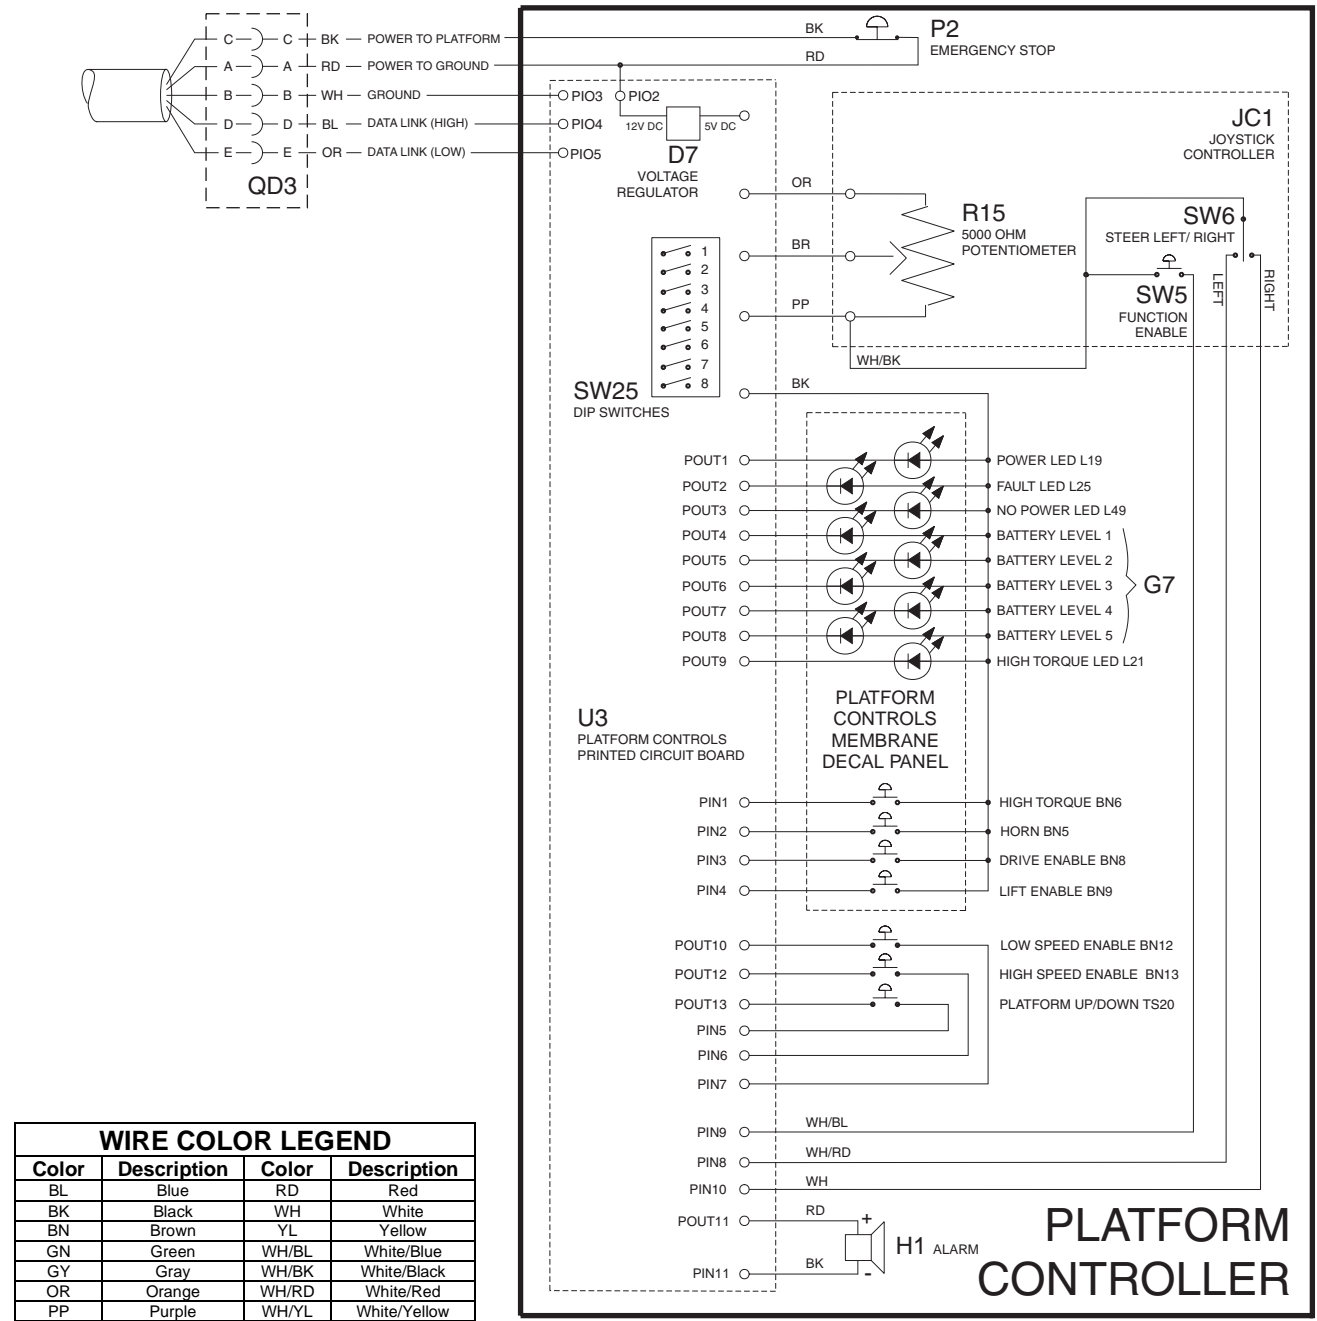 C C BK POWER TO PLATFORM
A A RD POWER TO GROUND
B B WH GROUND
D D BL DATA LINK (HIGH)
E E OR DATA LINK (LOW)
QD3
BK
P2
EMERGENCY STOP
RD
PIO3 PIO2
PIO4
PIO5
12V DC 5V DC
D7
VOLTAGE
REGULATOR
JC1
JOYSTICK
CONTROLLER
OR
BR
PP
R15
5000 OHM
POTENTIOMETER
SW6
STEER LEFT/ RIGHT
SW5
FUNCTION
ENABLE
LEFT
RIGHT
WH/BK
1
2
3
4
5
6
7
8
SW25
DIP SWITCHES
BK
POUT1 POWER LED L19
POUT2 FAULT LED L25
POUT3 NO POWER LED L49
POUT4 BATTERY LEVEL 1
POUT5 BATTERY LEVEL 2
POUT6 BATTERY LEVEL 3
POUT7 BATTERY LEVEL 4
POUT8 BATTERY LEVEL 5
POUT9 HIGH TORQUE LED L21
G7
PLATFORM
CONTROLS
MEMBRANE
DECAL PANEL
U3
PLATFORM CONTROLS
PRINTED CIRCUIT BOARD
PIN1 HIGH TORQUE BN6
PIN2 HORN BN5
PIN3 DRIVE ENABLE BN8
PIN4 LIFT ENABLE BN9
POUT10 LOW SPEED ENABLE BN12
POUT12 HIGH SPEED ENABLE BN13
POUT13 PLATFORM UP/DOWN TS20
PIN5
PIN6
PIN7
PIN9 WH/BL
PIN8 WH/RD
PIN10 WH
POUT11 RD +
H1 ALARM
PIN11 BK -
PLATFORM
CONTROLLER
WIRE COLOR LEGEND
Color Description Color Description
BL Blue RD Red
BK Black WH White
BN Brown YL Yellow
GN Green WH/BL White/Blue
GY Gray WH/BK White/Black
OR Orange WH/RD White/Red
PP Purple WH/YL White/Yellow